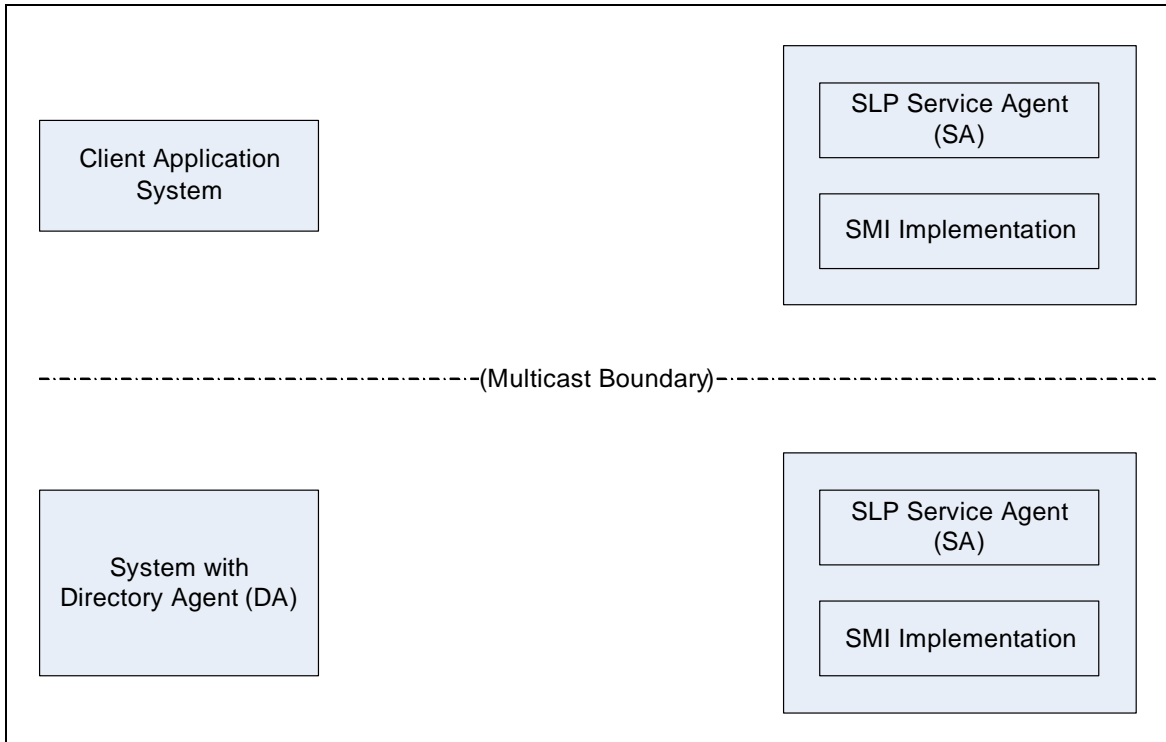 Client Application
System
SLP Service Agent
(SA)
SMI Implementation
(Multicast Boundary)
System with
Directory Agent (DA)
SLP Service Agent
(SA)
SMI Implementation